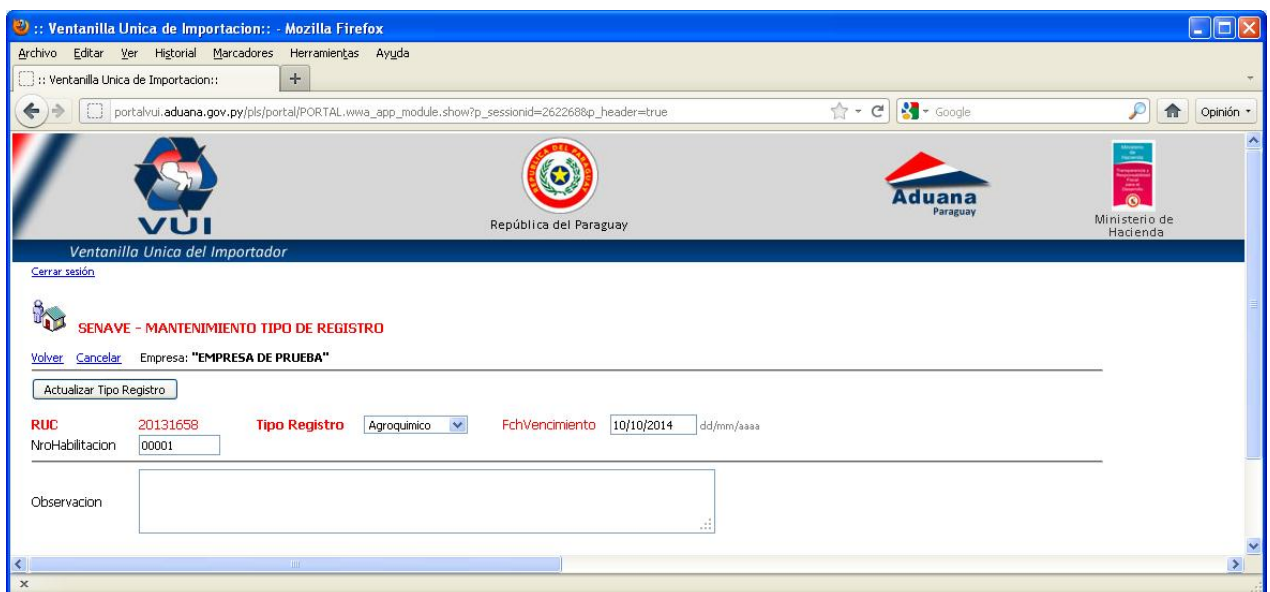 :: Ventanilla Unica de Importacion:: - Mozilla Firefox
Archivo Editar Ver Historial Marcadores Herramientas Ayuda
:: Ventanilla Unica de Importacion::
portalvui.aduana.gov.py/pls/portal/PORTAL.wwa_app_module.show?p_sessionid=262268&p_header=true Google Opinión
VUI
República del Paraguay
Aduana
Paraguay
Ministerio de
Hacienda
Ventanilla Unica del Importador
Cerrar sesión
SENAVE - MANTENIMIENTO TIPO DE REGISTRO
Volver Cancelar Empresa: "EMPRESA DE PRUEBA"
Actualizar Tipo Registro
RUC 20131658 Tipo Registro Agroquimico FchVencimiento 10/10/2014 dd/mm/aaaa
NroHabilitacion 00001
Observacion